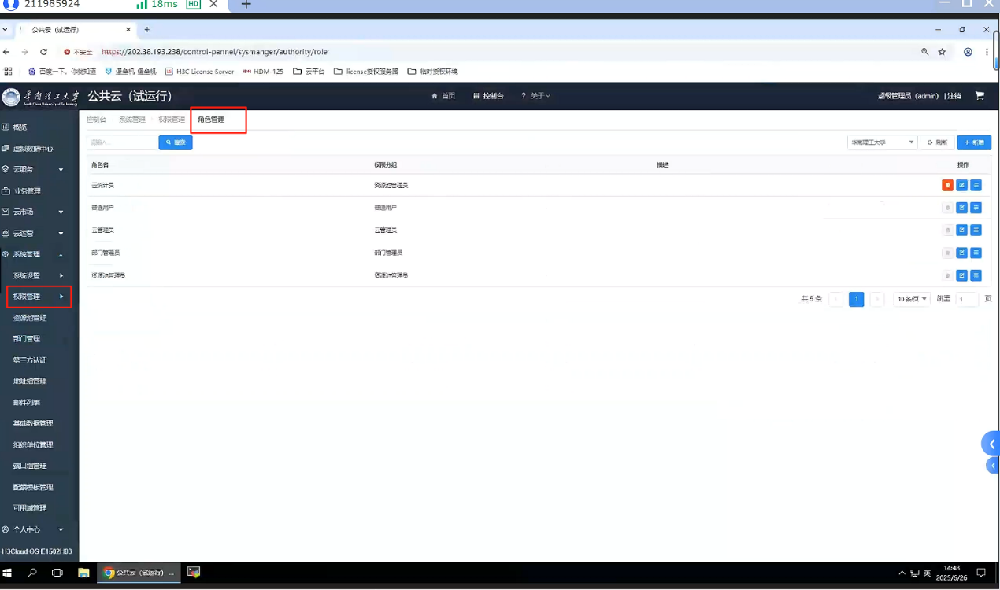 211985924 18ms HD
公共云（试运行）
不安全 https://202.38.193.238/control-pannel/sysmanger/authority/role
百度一下，你就知道 堡垒机-堡垒机 H3C License Server HDM HDM-125 云平台 license授权服务器 临时授权环境
华南理工大学 South China University of Technology 公共云（试运行） 首页 控制台 ? 关于 超级管理员（admin） | 注销
控制台 系统管理 权限管理 角色管理
请输入... 搜索 华南理工大学 刷新 + 新增
角色名 权限分组 描述 操作
云统计员 资源池管理员
普通用户 普通用户
云管理员 云管理员
部门管理员 部门管理员
资源池管理员 资源池管理员
共 5 条 1 10 条/页 跳至 1 页
概览
虚拟数据中心
云服务
业务管理
云市场
云运营
系统管理
系统设置
权限管理
资源池管理
部门管理
第三方认证
地址组管理
邮件列表
基础数据管理
组织单位管理
端口组管理
配额模板管理
可用域管理
个人中心
H3Cloud OS E1502H03
公共云（试运行） ... 英 14:48
2025/6/26